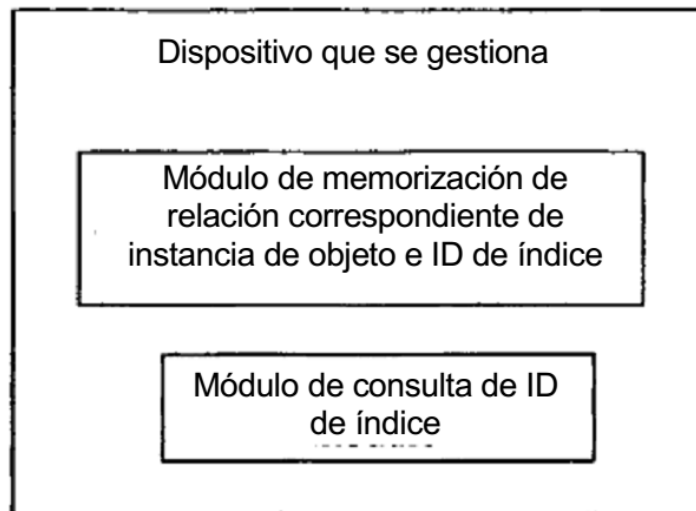 Dispositivo que se gestiona
Módulo de memorización de
relación correspondiente de
instancia de objeto e ID de índice
Módulo de consulta de ID
de índice